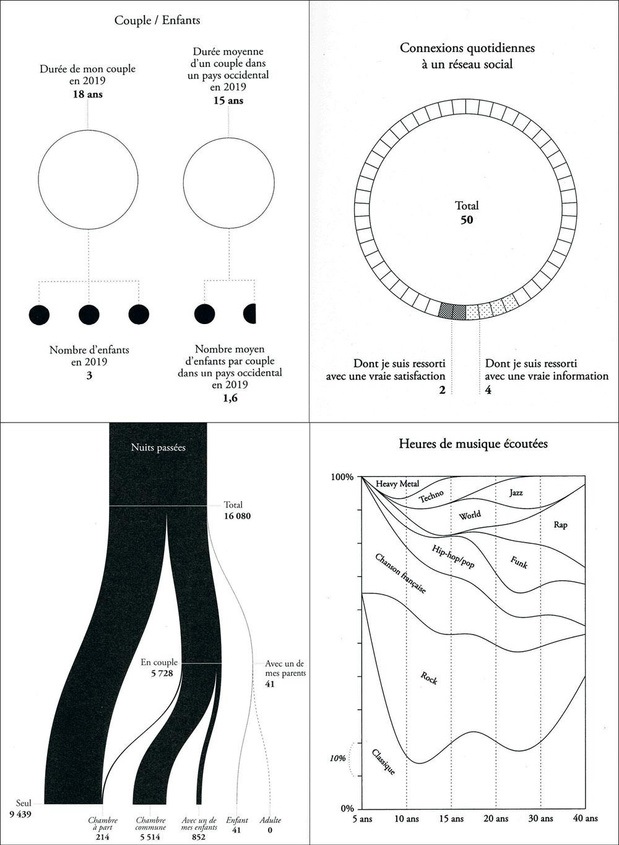 Couple / Enfants
Durée de mon couple
en 2019
18 ans
Durée moyenne
d'un couple dans
un pays occidental
en 2019
15 ans
Nombre d'enfants
en 2019
3
Nombre moyen
d'enfants par couple
dans un pays occidental
en 2019
1,6
Connexions quotidiennes
à un réseau social
Total
50
Dont je suis ressorti
avec une vraie satisfaction
2
Dont je suis ressorti
avec une vraie information
4
Nuits passées
Total
16 080
En couple
5 728
Avec un de
mes parents
41
Seul
9 439
Chambre
à part
214
Chambre
commune
5 514
Avec un de
mes enfants
852
Enfant
41
Adulte
0
Heures de musique écoutées
100%
Heavy Metal
Techno
Jazz
World
Rap
Hip-hop/pop
Funk
Chanson française
Rock
Classique
10%
0%
5 ans
10 ans
15 ans
20 ans
30 ans
40 ans